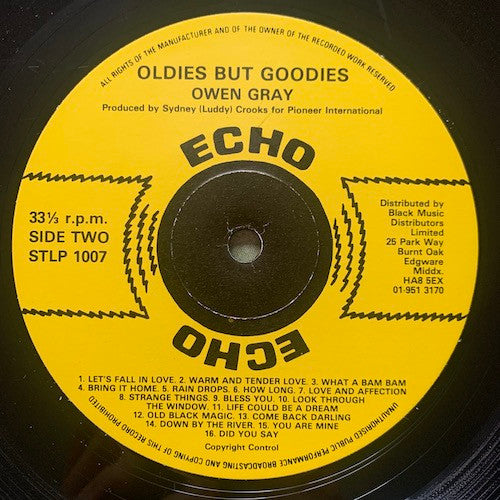 ALL RIGHTS OF THE MANUFACTURER AND OF THE OWNER OF THE RECORDED WORK RESERVED
OLDIES BUT GOODIES
OWEN GRAY
Produced by Sydney (Luddy) Crooks for Pioneer International
ECHO
33⅓ r.p.m.
SIDE TWO
STLP 1007
Distributed by
Black Music
Distributors
Limited
25 Park Way
Burnt Oak
Edgware
Middx.
HA8 5EX
01-951 3170
ECHO
1. LET'S FALL IN LOVE. 2. WARM AND TENDER LOVE. 3. WHAT A BAM BAM
4. BRING IT HOME. 5. RAIN DROPS. 6. HOW LONG. 7. LOVE AND AFFECTION
8. STRANGE THINGS. 9. BLESS YOU. 10. LOOK THROUGH
THE WINDOW. 11. LIFE COULD BE A DREAM
12. OLD BLACK MAGIC. 13. COME BACK DARLING
14. DOWN BY THE RIVER. 15. YOU ARE MINE
16. DID YOU SAY
Copyright Control
UNAUTHORISED PUBLIC PERFORMANCE BROADCASTING AND COPYING OF THIS RECORD PROHIBITED